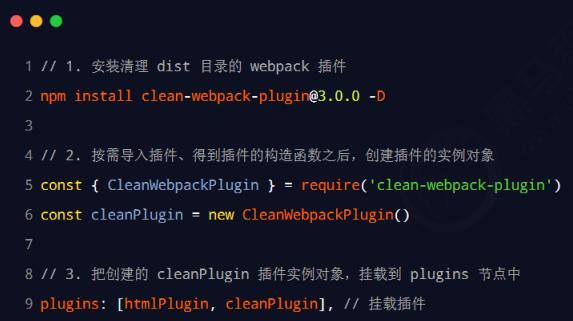 1 // 1. 安装清理 dist 目录的 webpack 插件
2 npm install clean-webpack-plugin@3.0.0 -D
3
4 // 2. 按需导入插件、得到插件的构造函数之后，创建插件的实例对象
5 const { CleanWebpackPlugin } = require('clean-webpack-plugin')
6 const cleanPlugin = new CleanWebpackPlugin()
7
8 // 3. 把创建的 cleanPlugin 插件实例对象，挂载到 plugins 节点中
9 plugins: [htmlPlugin, cleanPlugin], // 挂载插件